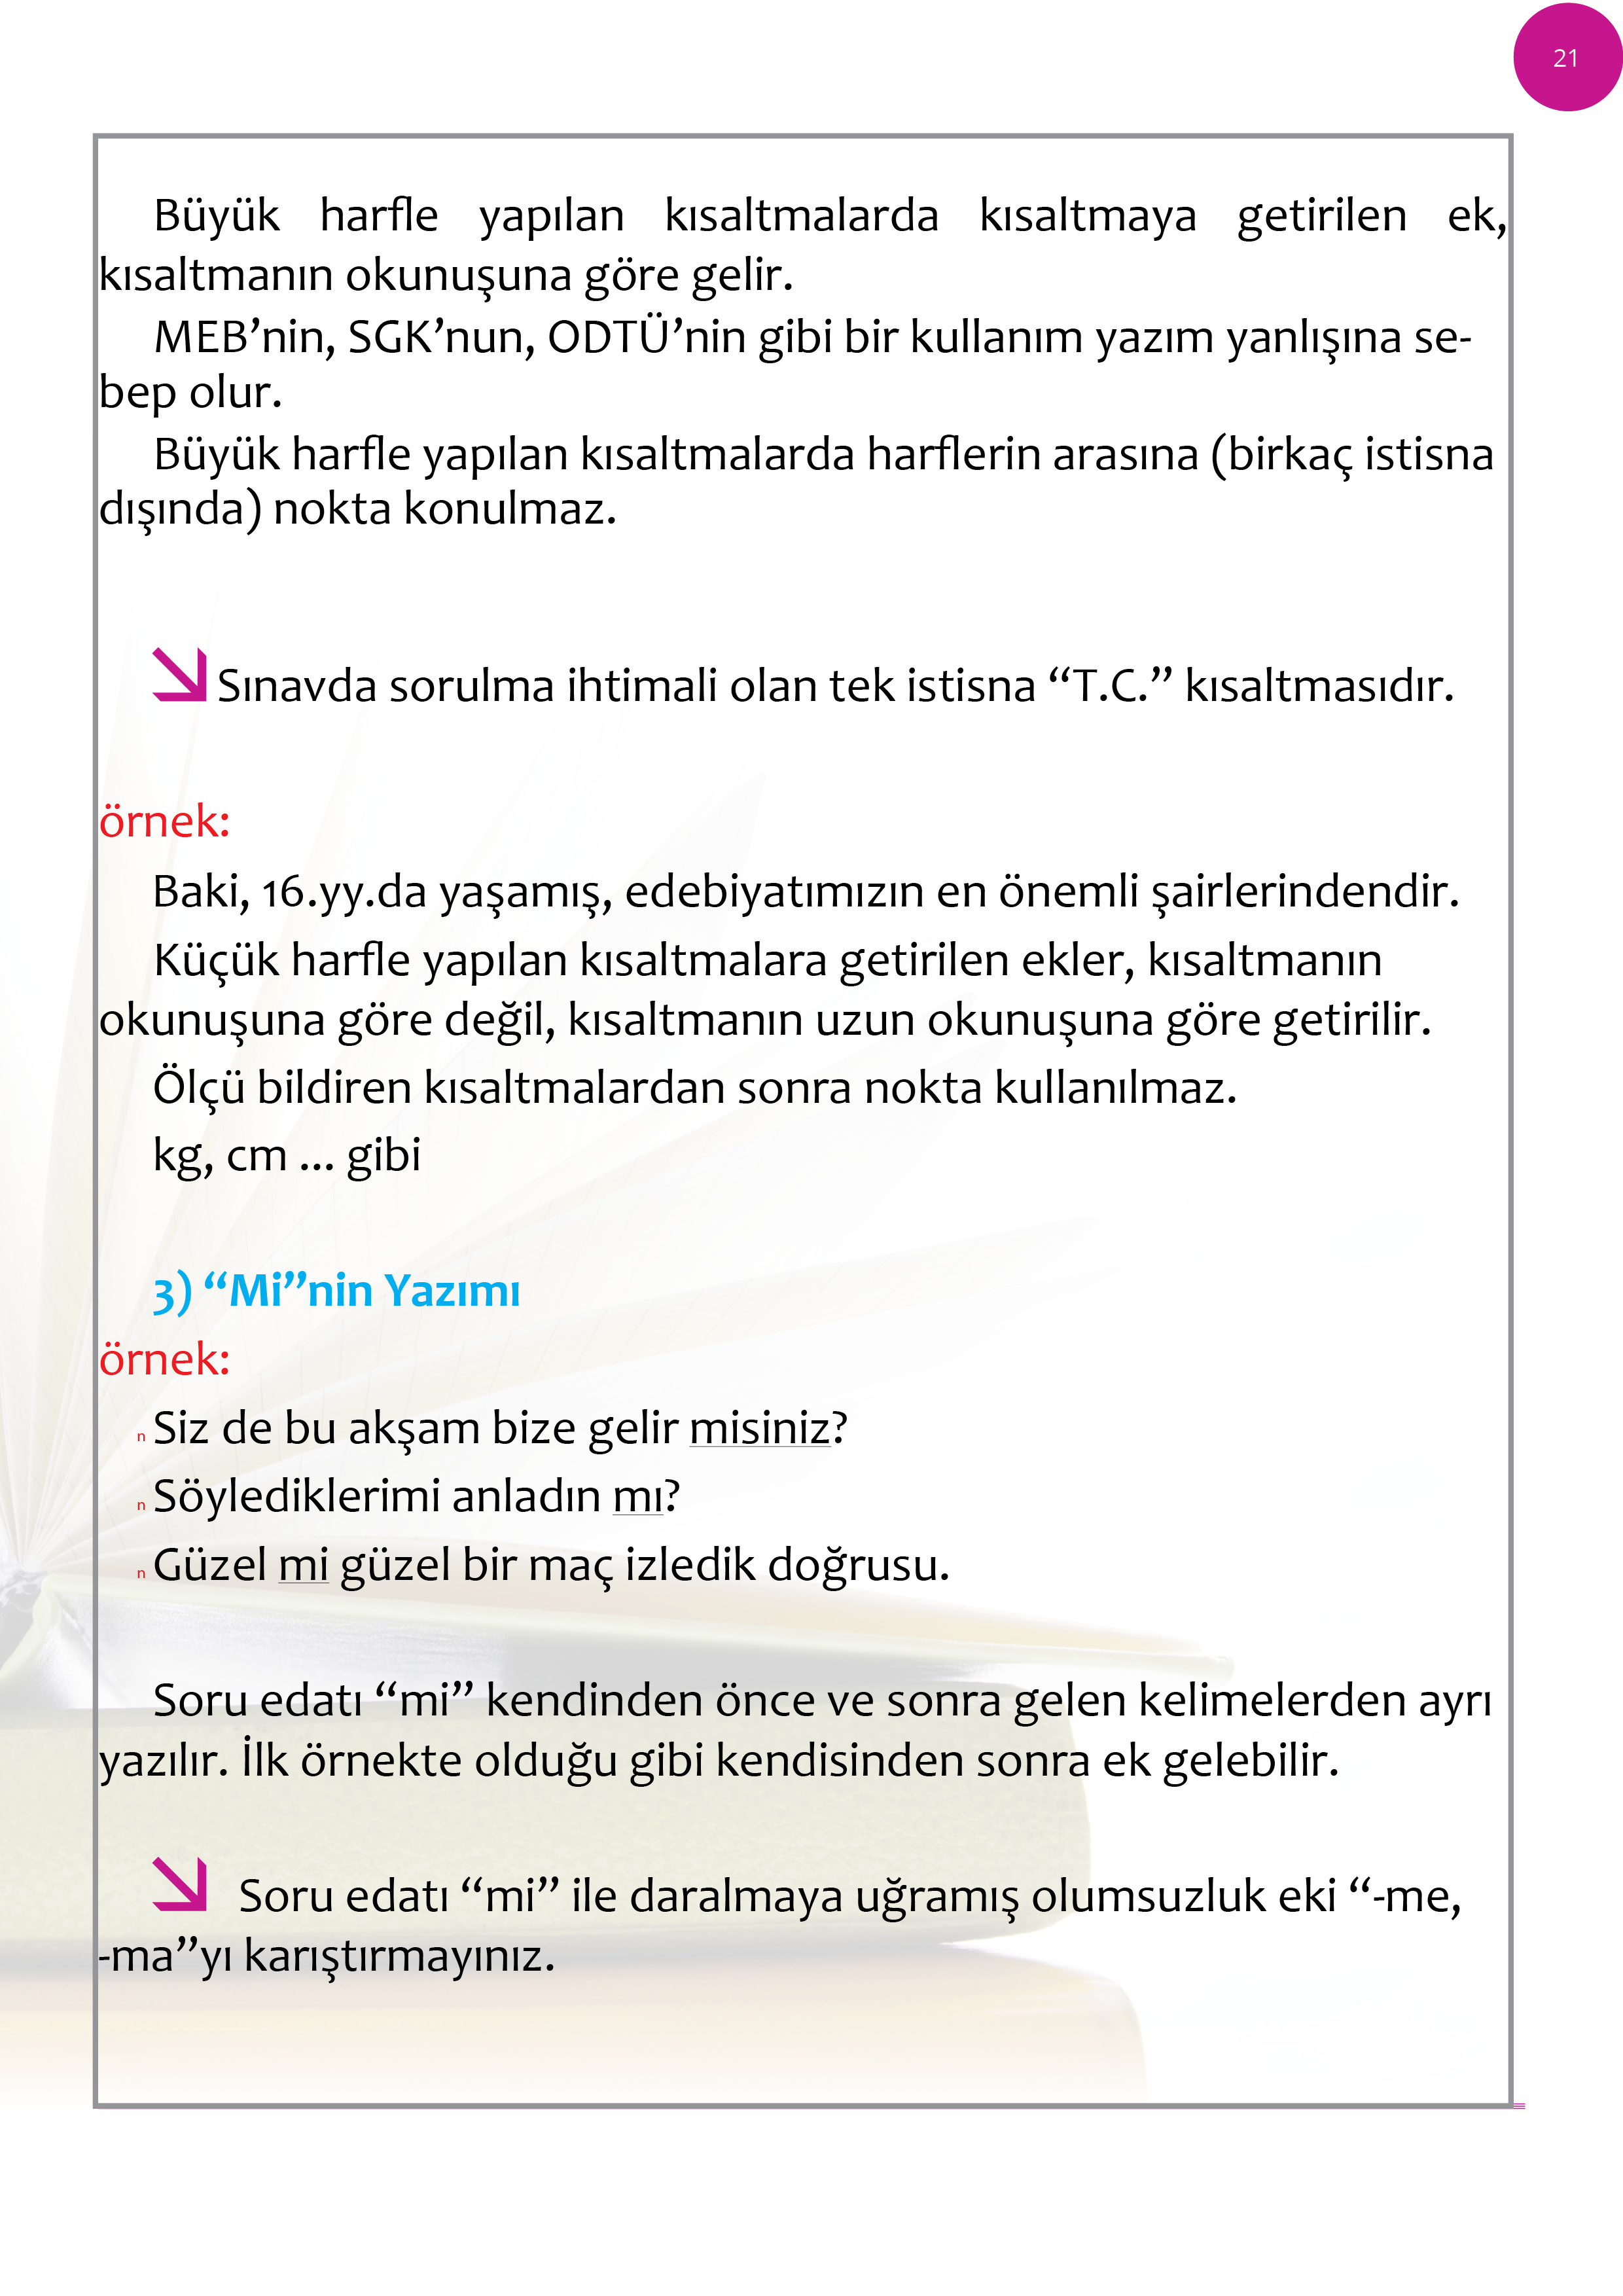 21
Büyük harfle yapılan kısaltmalarda kısaltmaya getirilen ek,
kısaltmanın okunuşuna göre gelir.
MEB’nin, SGK’nun, ODTÜ’nin gibi bir kullanım yazım yanlışına se-
bep olur.
Büyük harfle yapılan kısaltmalarda harflerin arasına (birkaç istisna
dışında) nokta konulmaz.
Sınavda sorulma ihtimali olan tek istisna “T.C.” kısaltmasıdır.
örnek:
Baki, 16.yy.da yaşamış, edebiyatımızın en önemli şairlerindendir.
Küçük harfle yapılan kısaltmalara getirilen ekler, kısaltmanın
okunuşuna göre değil, kısaltmanın uzun okunuşuna göre getirilir.
Ölçü bildiren kısaltmalardan sonra nokta kullanılmaz.
kg, cm ... gibi
3) “Mi”nin Yazımı
örnek:
n Siz de bu akşam bize gelir misiniz?
n Söylediklerimi anladın mı?
n Güzel mi güzel bir maç izledik doğrusu.
Soru edatı “mi” kendinden önce ve sonra gelen kelimelerden ayrı
yazılır. İlk örnekte olduğu gibi kendisinden sonra ek gelebilir.
Soru edatı “mi” ile daralmaya uğramış olumsuzluk eki “-me,
-ma”yı karıştırmayınız.